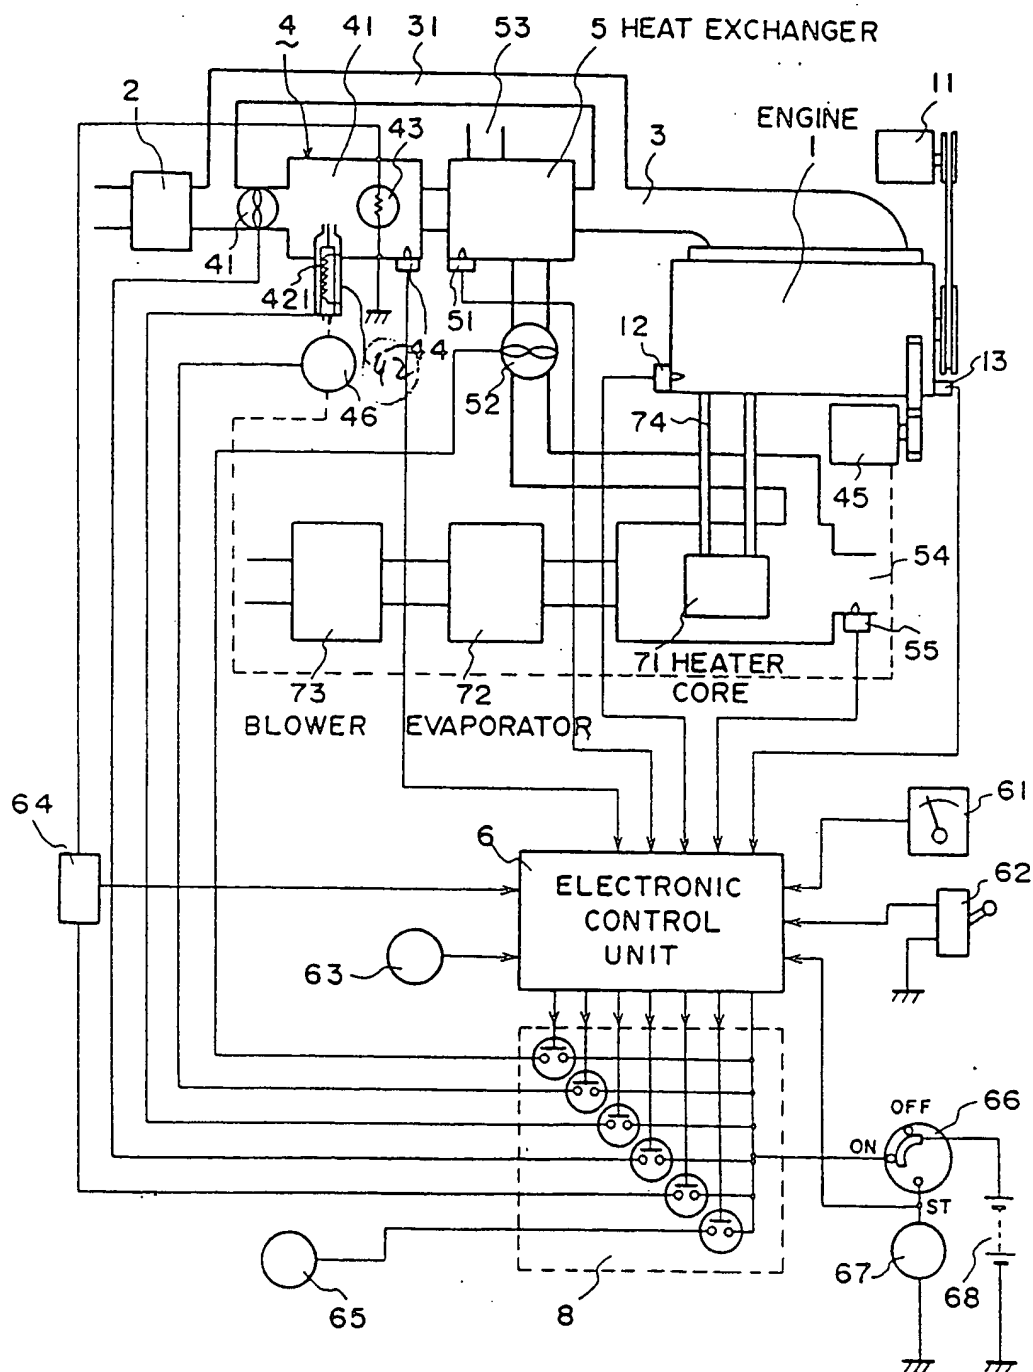 4 41 31 53 5 HEAT EXCHANGER
2 43 ENGINE 1 3 11
41 421 51 44 42 12 13
46 52 74 45
54
73 72 71 HEATER CORE 55
BLOWER EVAPORATOR
64 61
6 ELECTRONIC CONTROL UNIT 62
63
OFF 66
ON
ST
67 68
65 8